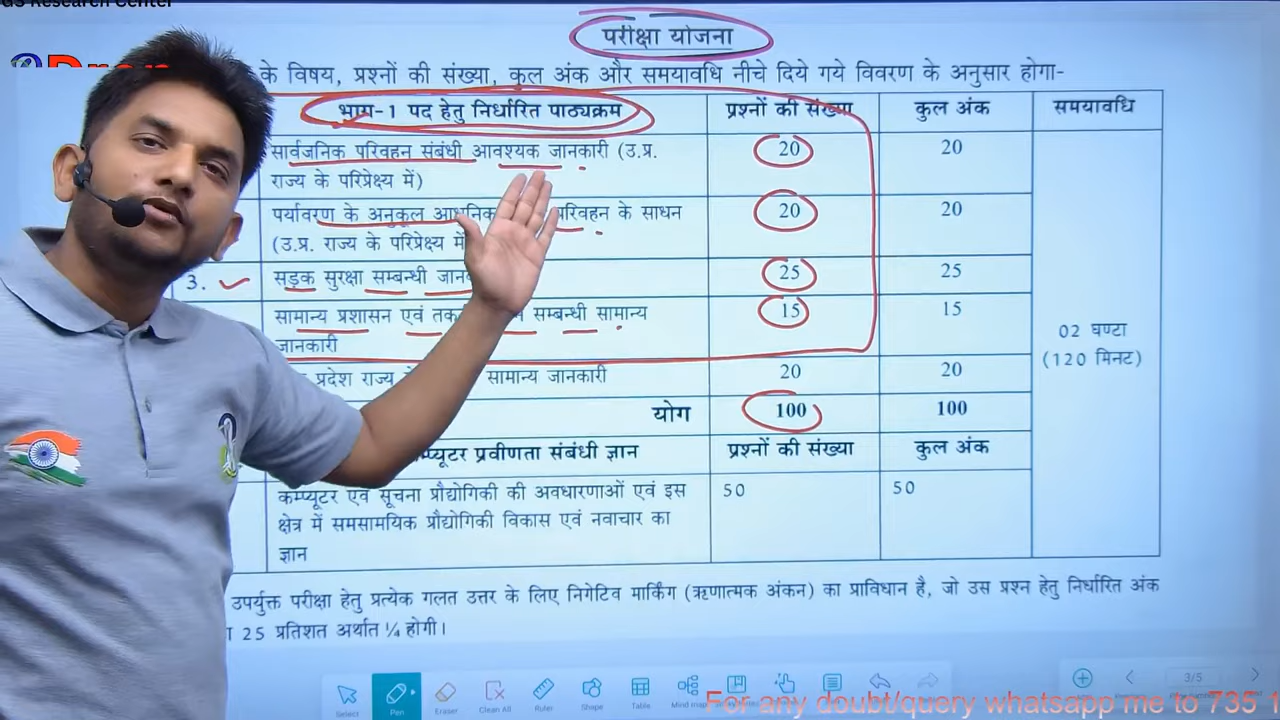 GS Research Center
परीक्षा योजना
के विषय, प्रश्नों की संख्या, कुल अंक और समयावधि नीचे दिये गये विवरण के अनुसार होगा-
भाग-1 पद हेतु निर्धारित पाठ्यक्रम प्रश्नों की संख्या कुल अंक समयावधि
सार्वजनिक परिवहन संबंधी आवश्यक जानकारी (उ.प्र. 20 20
राज्य के परिप्रेक्ष्य में)
पर्यावरण के अनुकूल आधुनिक परिवहन के साधन 20 20
(उ.प्र. राज्य के परिप्रेक्ष्य में
3. सड़क सुरक्षा सम्बन्धी 25 25
सामान्य प्रशासन एवं सम्बन्धी सामान्य 15 15
जानकारी
02 घण्टा
(120 मिनट)
प्रदेश राज्य सामान्य जानकारी 20 20
योग 100 100
प्रवीणता संबंधी ज्ञान प्रश्नों की संख्या कुल अंक
कम्प्यूटर एवं सूचना प्रौद्योगिकी की अवधारणाओं एवं इस 50 50
क्षेत्र में समसामयिक प्रौद्योगिकी विकास एवं नवाचार का
ज्ञान
उपर्युक्त परीक्षा हेतु प्रत्येक गलत उत्तर के लिए निगेटिव मार्किंग (ऋणात्मक अंकन) का प्राविधान है, जो उस प्रश्न हेतु निर्धारित अंक
25 प्रतिशत अर्थात ¼ होगी।
Select Pen Eraser Clean All Ruler Shape Table Mind map 3/5
For any doubt/query whatsapp me to 735 1